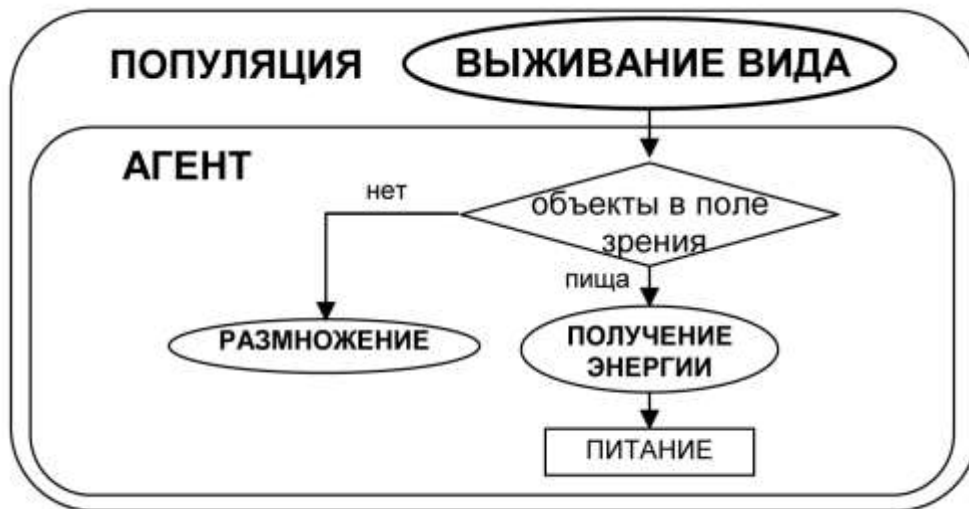 ПОПУЛЯЦИЯ
ВЫЖИВАНИЕ ВИДА
АГЕНТ
нет
объекты в поле
зрения
пища
РАЗМНОЖЕНИЕ
ПОЛУЧЕНИЕ
ЭНЕРГИИ
ПИТАНИЕ